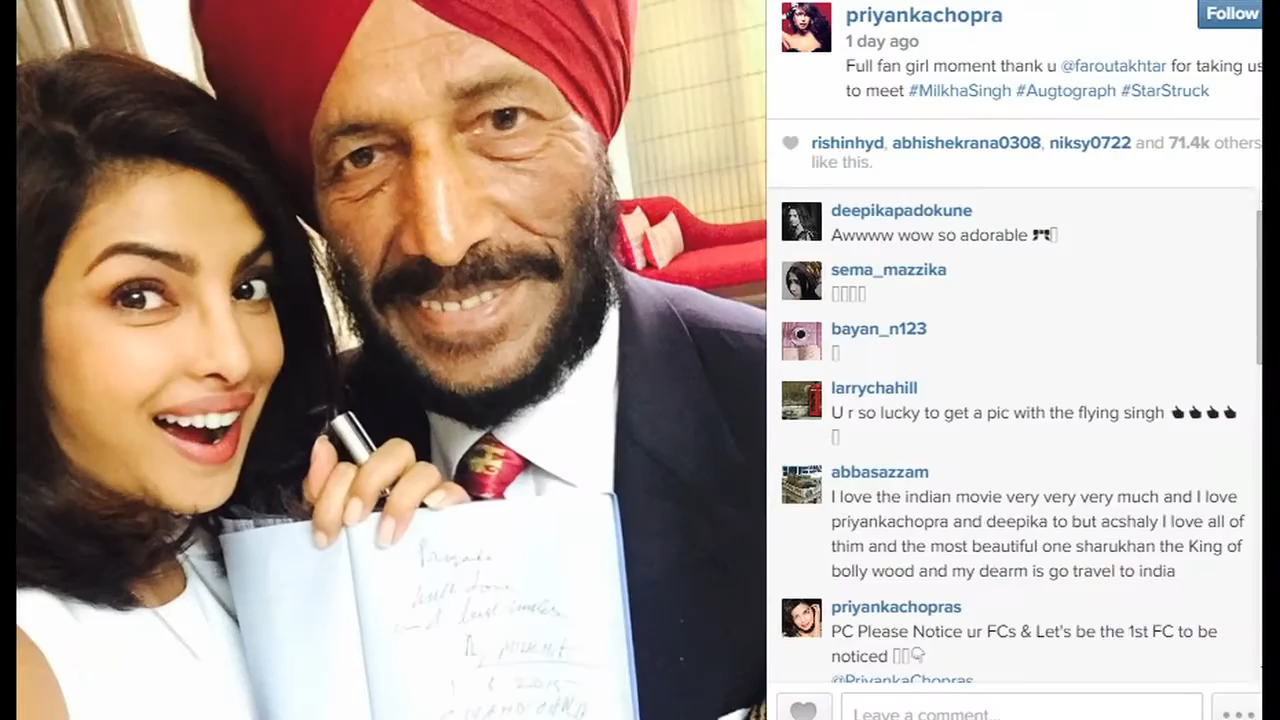 priyankachopra
Follow
1 day ago
Full fan girl moment thank u @faroutakhtar for taking us
to meet #MilkhaSingh #Augtograph #StarStruck
rishinhyd, abhishekrana0308, niksy0722 and 71.4k others
like this.
deepikapadokune
Awwww wow so adorable
sema_mazzika
bayan_n123
larrychahill
U r so lucky to get a pic with the flying singh
abbasazzam
I love the indian movie very very very much and I love
priyankachopra and deepika to but acshaly I love all of
thim and the most beautiful one sharukhan the King of
bolly wood and my dearm is go travel to india
priyankachopras
PC Please Notice ur FCs & Let's be the 1st FC to be
noticed
@PriyankaChopras
Leave a comment...